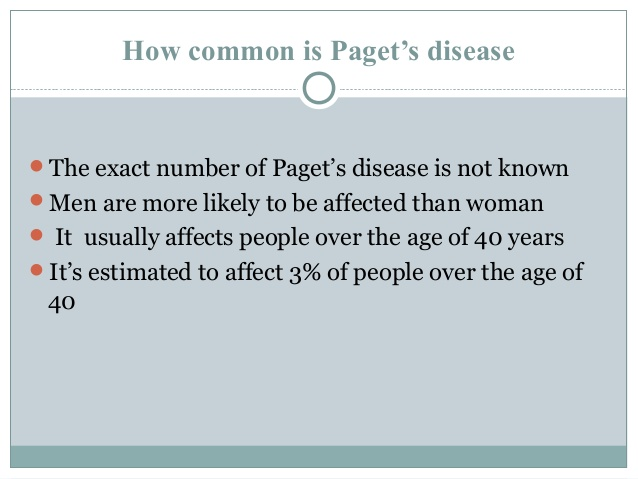 How common is Paget's disease
The exact number of Paget's disease is not known
Men are more likely to be affected than woman
It usually affects people over the age of 40 years
It's estimated to affect 3% of people over the age of
40